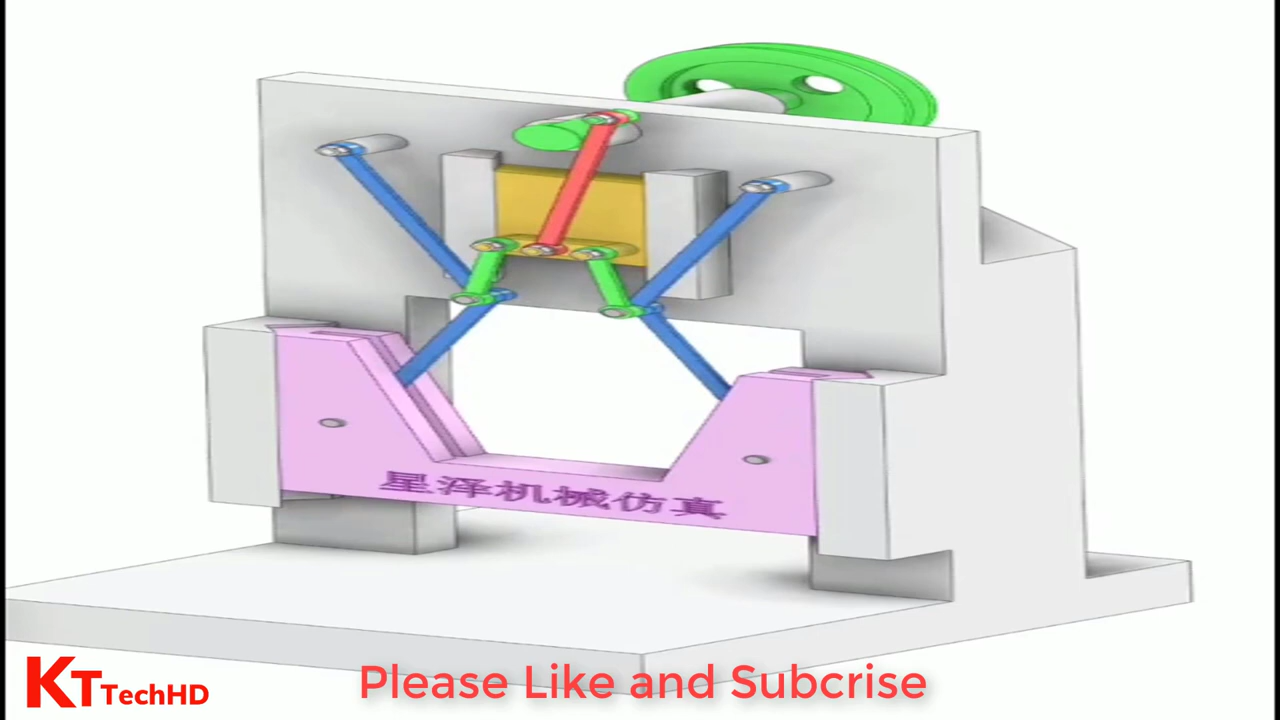 星泽机械仿真
KT TechHD
Please Like and Subcrise